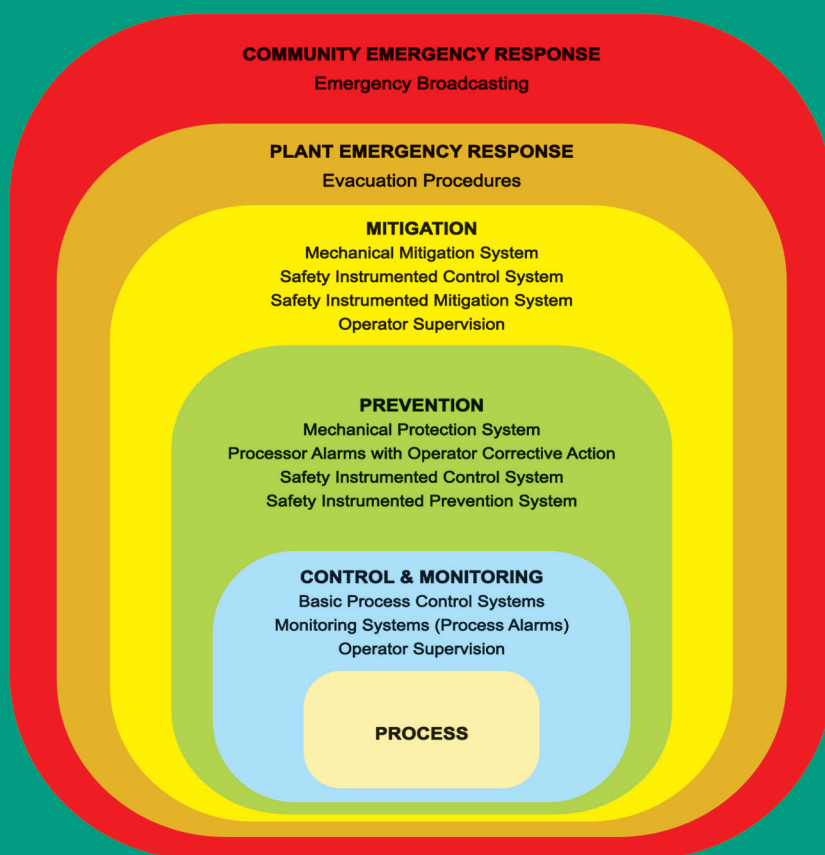 COMMUNITY EMERGENCY RESPONSE
Emergency Broadcasting
PLANT EMERGENCY RESPONSE
Evacuation Procedures
MITIGATION
Mechanical Mitigation System
Safety Instrumented Control System
Safety Instrumented Mitigation System
Operator Supervision
PREVENTION
Mechanical Protection System
Processor Alarms with Operator Corrective Action
Safety Instrumented Control System
Safety Instrumented Prevention System
CONTROL & MONITORING
Basic Process Control Systems
Monitoring Systems (Process Alarms)
Operator Supervision
PROCESS